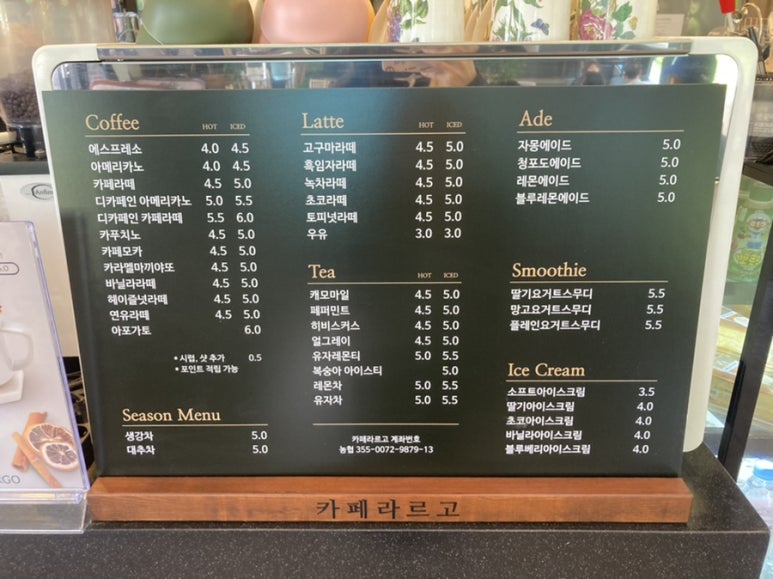 Coffee HOT ICED
에스프레소 4.0 4.5
아메리카노 4.0 4.5
카페라떼 4.5 5.0
디카페인 아메리카노 5.0 5.5
디카페인 카페라떼 5.5 6.0
카푸치노 4.5 5.0
카페모카 4.5 5.0
카라멜마끼야또 4.5 5.0
바닐라라떼 4.5 5.0
헤이즐넛라떼 4.5 5.0
연유라떼 4.5 5.0
아포가토 6.0
* 시럽, 샷 추가 0.5
* 포인트 적립 가능
Season Menu
생강차 5.0
대추차 5.0
Latte HOT ICED
고구마라떼 4.5 5.0
흑임자라떼 4.5 5.0
녹차라떼 4.5 5.0
초코라떼 4.5 5.0
토피넛라떼 4.5 5.0
우유 3.0 3.0
Tea HOT ICED
캐모마일 4.5 5.0
페퍼민트 4.5 5.0
히비스커스 4.5 5.0
얼그레이 4.5 5.0
유자레몬티 5.0 5.5
복숭아 아이스티 5.0
레몬차 5.0 5.5
유자차 5.0 5.5
카페라르고 계좌번호
농협 355-0072-9879-13
Ade
자몽에이드 5.0
청포도에이드 5.0
레몬에이드 5.0
블루레몬에이드 5.0
Smoothie
딸기요거트스무디 5.5
망고요거트스무디 5.5
플레인요거트스무디 5.5
Ice Cream
소프트아이스크림 3.5
딸기아이스크림 4.0
초코아이스크림 4.0
바닐라아이스크림 4.0
블루베리아이스크림 4.0
카페라르고